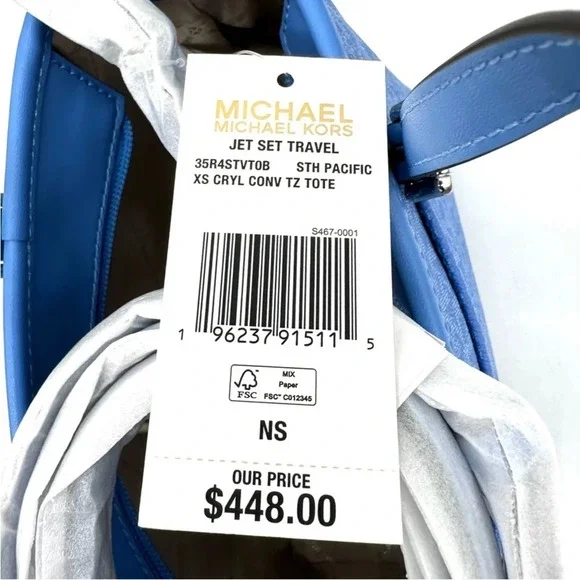 MICHAEL
MICHAEL KORS
JET SET TRAVEL
35R4STVT0B STH PACIFIC
XS CRYL CONV TZ TOTE
S467-0001
1 96237 91511 5
FSC
MIX
Paper
FSC™ C012345
NS
OUR PRICE
$448.00